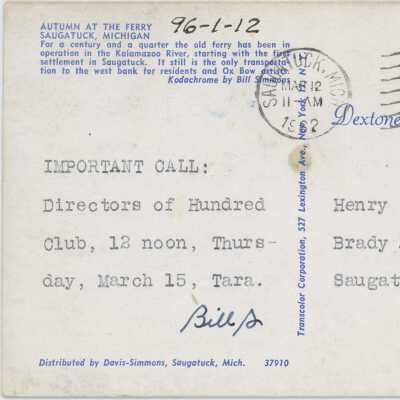 AUTUMN AT THE FERRY
SAUGATUCK, MICHIGAN
96-1-12
For a century and a quarter the old ferry has been in
operation in the Kalamazoo River, starting with the first
settlement in Saugatuck. It still is the only transporta-
tion to the west bank for residents and Ox Bow artists.
Kodachrome by Bill Simmons
SAUGATUCK, MICH.
MAR 12
11 AM
1962
Dextone
IMPORTANT CALL:
Directors of Hundred
Club, 12 noon, Thurs-
day, March 15, Tara.
Bill S
Henry
Brady
Saugat
Transcolor Corporation, 527 Lexington Ave., New York 17, N.Y.
Distributed by Davis-Simmons, Saugatuck, Mich. 37910